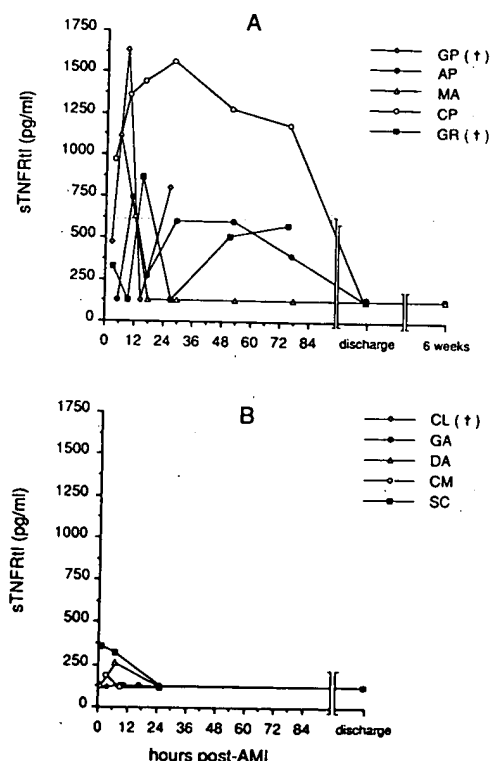 A
1750
1500
1250
1000
750
500
250
0
sTNFRtI (pg/ml)
0 12 24 36 48 60 72 84 discharge 6 weeks
GP (†)
AP
MA
CP
GR (†)
B
1750
1500
1250
1000
750
500
250
0
sTNFRtI (pg/ml)
0 12 24 36 48 60 72 84 discharge
hours post-AMI
CL (†)
GA
DA
CM
SC